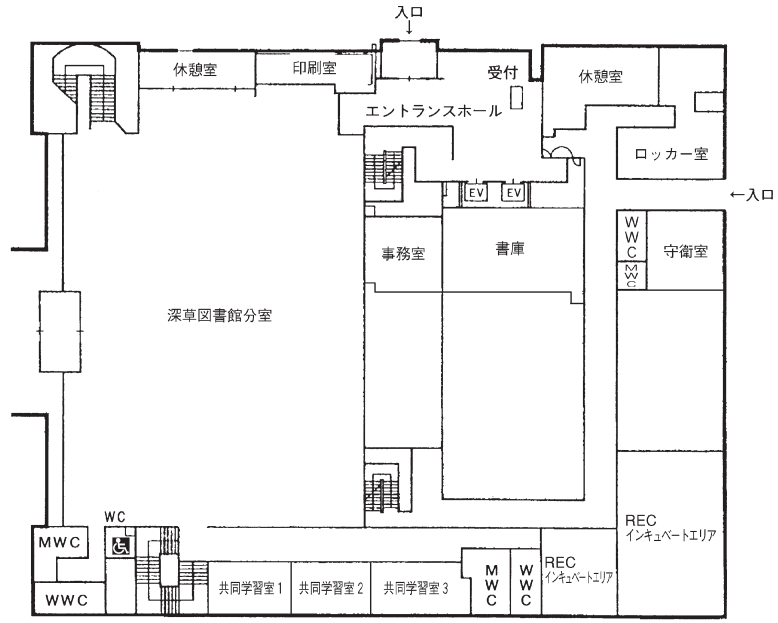 入口
↓
休憩室
印刷室
受付
休憩室
エントランスホール
ロッカー室
EV
EV
←入口
事務室
書庫
WWC
守衛室
MWC
深草図書館分室
WC
MWC
REC
インキュベートエリア
REC
インキュベートエリア
共同学習室1
共同学習室2
共同学習室3
MWC
WWC
WWC